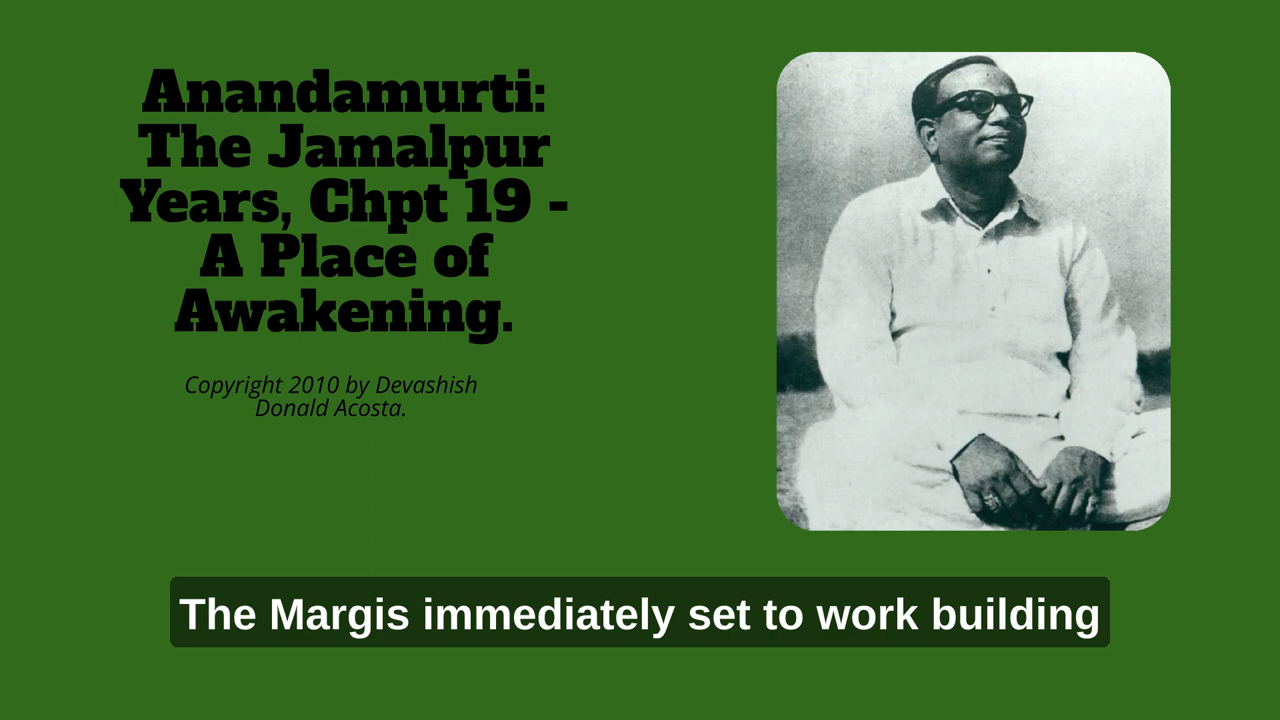 Anandamurti:
The Jamalpur
Years, Chpt 19 -
A Place of
Awakening.
Copyright 2010 by Devashish
Donald Acosta.
The Margis immediately set to work building